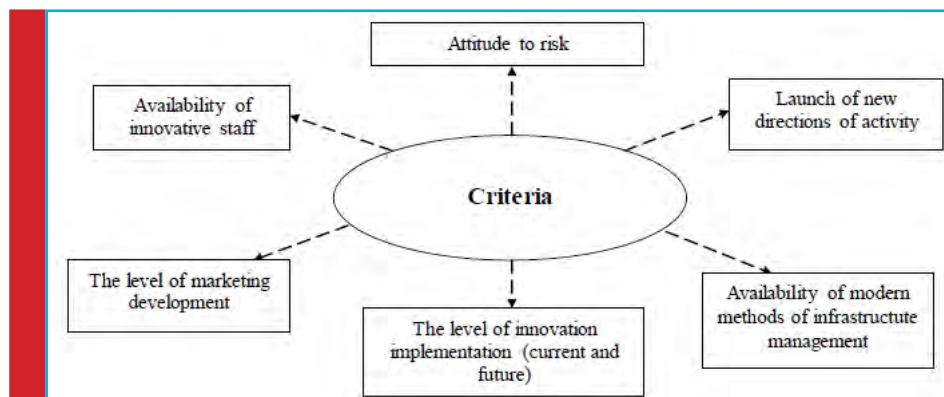 Attitude to risk
Availability of
innovative staff
Launch of new
directions of activity
Criteria
The level of marketing
development
The level of innovation
implementation (current and
future)
Availability of modern
methods of infrastructute
management